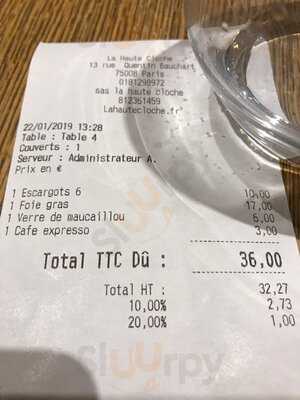 La Haute Cloche
13 rue Quentin Bauchart
75008 Paris
0181290972
sas la haute cloche
812351459
Lahautecloche.fr
22/01/2019 13:28
Table : Table 4
Couverts : 1
Serveur : Administrateur A.
Prix en €
1 Escargots 6 10,00
1 Foie gras 17,00
1 Verre de maucaillou 6,00
1 Cafe expresso 3,00
Total TTC Dû : 36,00
Total HT : 32,27
10,00% 2,73
20,00% 1,00
Sluurpy
Sluurpy